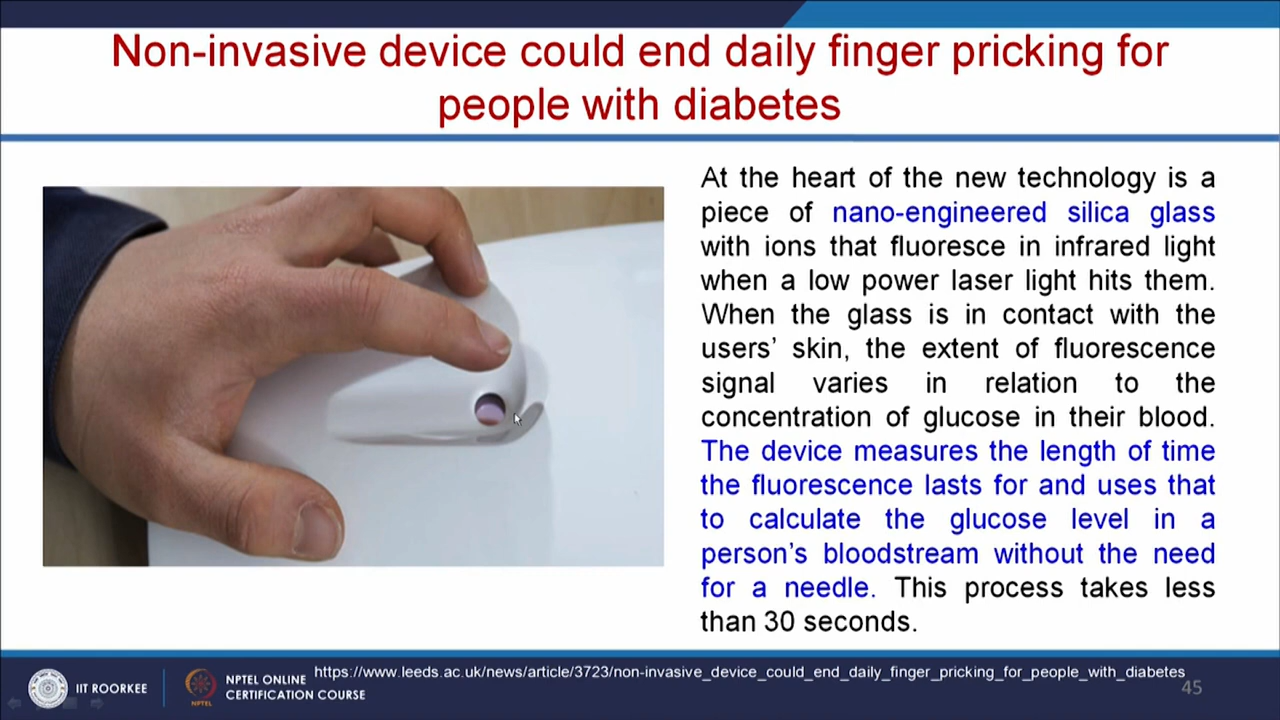 Non-invasive device could end daily finger pricking for
people with diabetes
At the heart of the new technology is a
piece of nano-engineered silica glass
with ions that fluoresce in infrared light
when a low power laser light hits them.
When the glass is in contact with the
users' skin, the extent of fluorescence
signal varies in relation to the
concentration of glucose in their blood.
The device measures the length of time
the fluorescence lasts for and uses that
to calculate the glucose level in a
person's bloodstream without the need
for a needle. This process takes less
than 30 seconds.
https://www.leeds.ac.uk/news/article/3723/non-invasive_device_could_end_daily_finger_pricking_for_people_with_diabetes
IIT ROORKEE
NPTEL
NPTEL ONLINE
CERTIFICATION COURSE
45